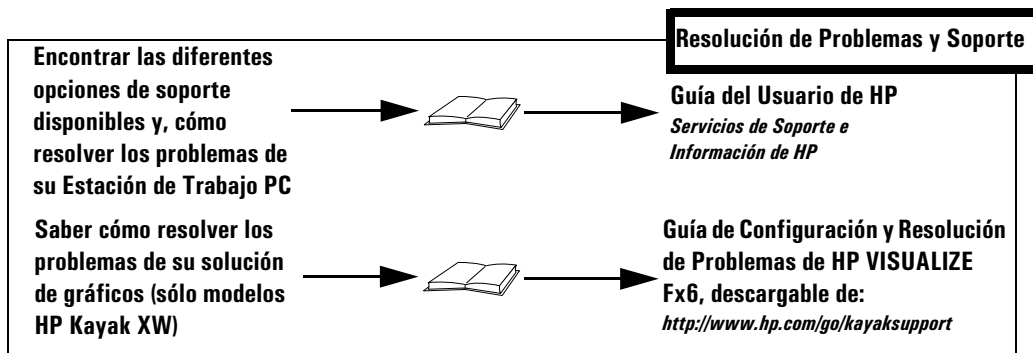 Resolución de Problemas y Soporte
Encontrar las diferentes
opciones de soporte
disponibles y, cómo
resolver los problemas de
su Estación de Trabajo PC
Guía del Usuario de HP
Servicios de Soporte e
Información de HP
Saber cómo resolver los
problemas de su solución
de gráficos (sólo modelos
HP Kayak XW)
Guía de Configuración y Resolución
de Problemas de HP VISUALIZE
Fx6, descargable de:
http://www.hp.com/go/kayaksupport